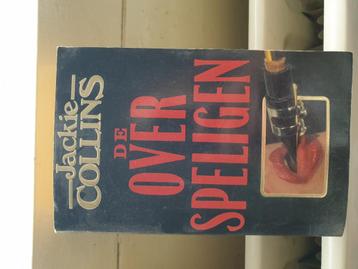 Jackie
COLLINS
DE
OVER
SPELIGEN